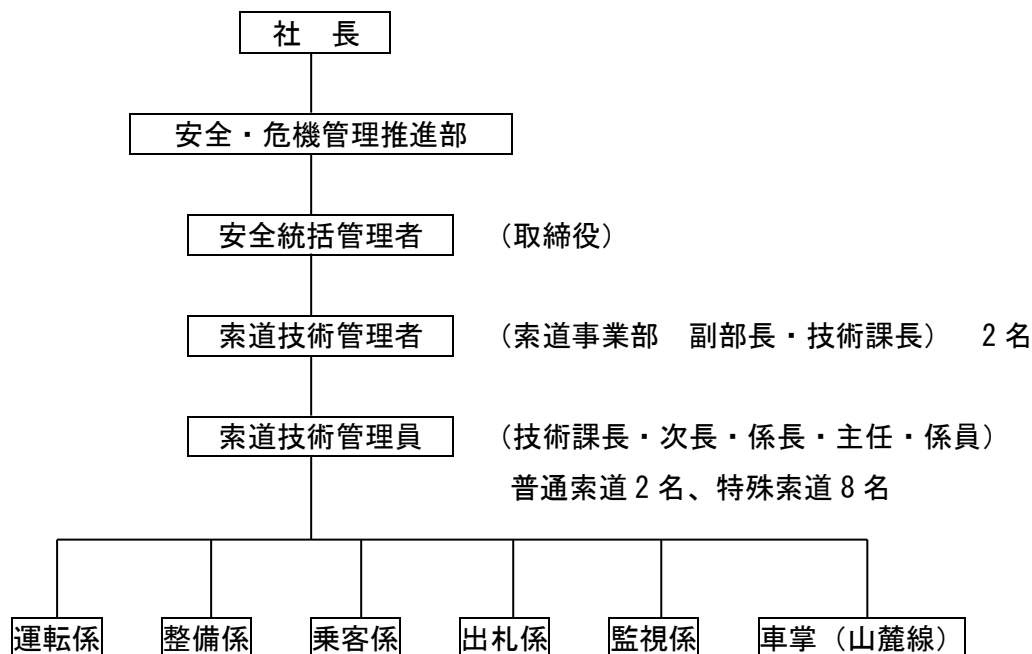 社　長
安全・危機管理推進部
安全統括管理者　（取締役）
索道技術管理者　（索道事業部　副部長・技術課長）　2名
索道技術管理員　（技術課長・次長・係長・主任・係員）
普通索道2名、特殊索道8名
運転係　整備係　乗客係　出札係　監視係　車掌（山麓線）